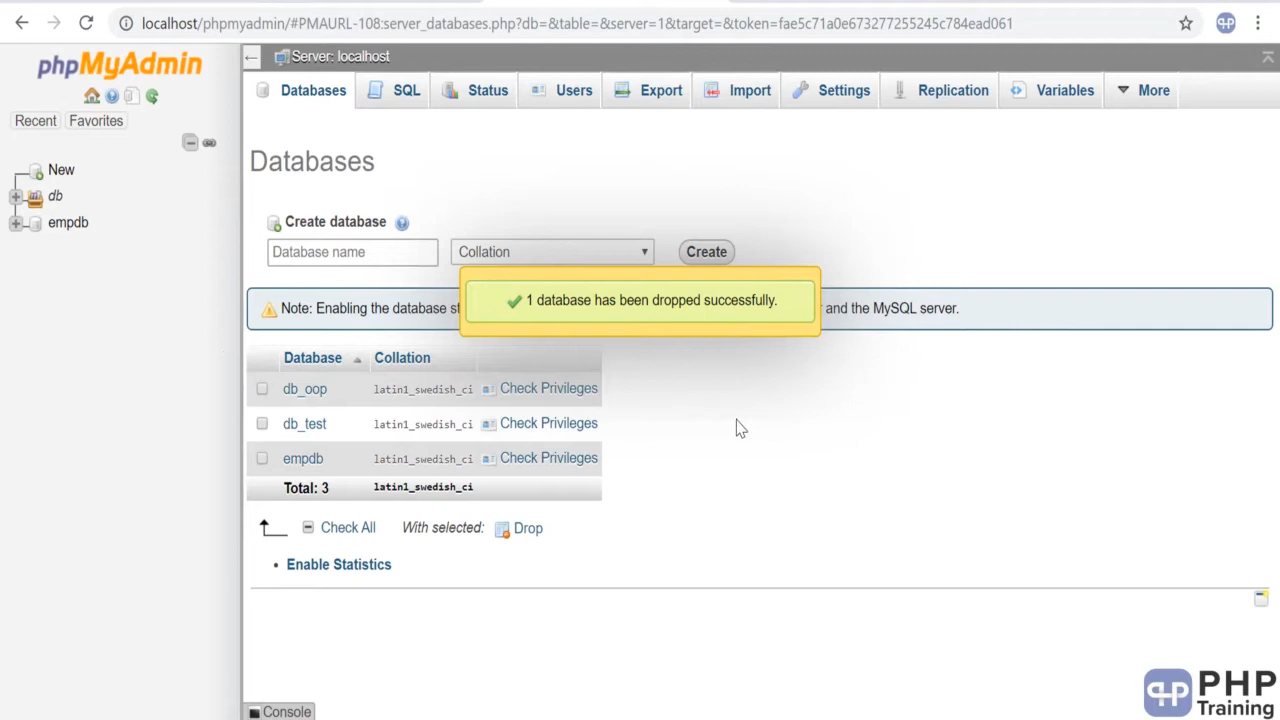 localhost/phpmyadmin/#PMAURL-108:server_databases.php?db=&table=&server=1&target=&token=fae5c71a0e673277255245c784ead061
phpMyAdmin
Server: localhost
Databases SQL Status Users Export Import Settings Replication Variables More
Recent Favorites
New
db
empdb
Databases
Create database
Database name Collation Create
1 database has been dropped successfully.
Note: Enabling the database st and the MySQL server.
Database Collation
db_oop latin1_swedish_ci Check Privileges
db_test latin1_swedish_ci Check Privileges
empdb latin1_swedish_ci Check Privileges
Total: 3 latin1_swedish_ci
Check All With selected: Drop
• Enable Statistics
Console
PHP
Training